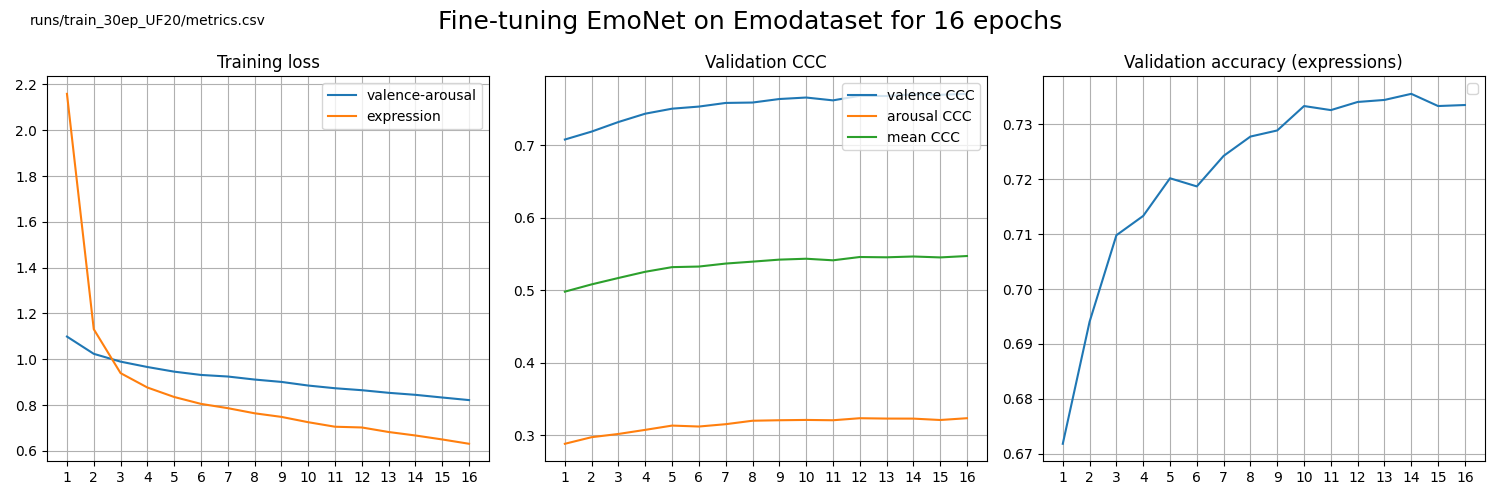 runs/train_30ep_UF20/metrics.csv
Fine-tuning EmoNet on Emodataset for 16 epochs
Training loss
2.2
2.0
1.8
1.6
1.4
1.2
1.0
0.8
0.6
valence-arousal
expression
1 2 3 4 5 6 7 8 9 10 11 12 13 14 15 16
Validation CCC
0.7
0.6
0.5
0.4
0.3
valence CCC
arousal CCC
mean CCC
1 2 3 4 5 6 7 8 9 10 11 12 13 14 15 16
Validation accuracy (expressions)
0.73
0.72
0.71
0.70
0.69
0.68
0.67
1 2 3 4 5 6 7 8 9 10 11 12 13 14 15 16